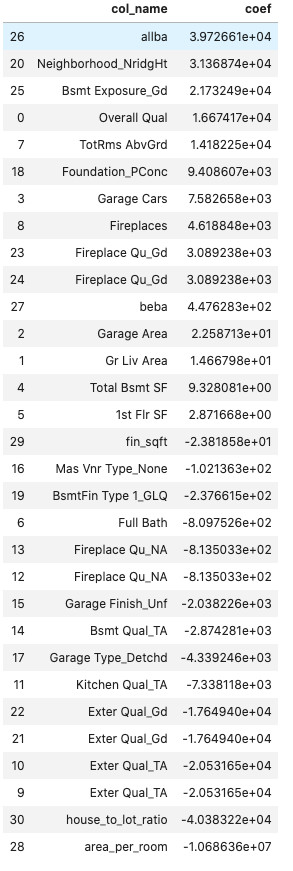 col_name coef
26 allba 3.972661e+04
20 Neighborhood_NridgHt 3.136874e+04
25 Bsmt Exposure_Gd 2.173249e+04
0 Overall Qual 1.667417e+04
7 TotRms AbvGrd 1.418225e+04
18 Foundation_PConc 9.408607e+03
3 Garage Cars 7.582658e+03
8 Fireplaces 4.618848e+03
23 Fireplace Qu_Gd 3.089238e+03
24 Fireplace Qu_Gd 3.089238e+03
27 beba 4.476283e+02
2 Garage Area 2.258713e+01
1 Gr Liv Area 1.466798e+01
4 Total Bsmt SF 9.328081e+00
5 1st Flr SF 2.871668e+00
29 fin_sqft -2.381858e+01
16 Mas Vnr Type_None -1.021363e+02
19 BsmtFin Type 1_GLQ -2.376615e+02
6 Full Bath -8.097526e+02
13 Fireplace Qu_NA -8.135033e+02
12 Fireplace Qu_NA -8.135033e+02
15 Garage Finish_Unf -2.038226e+03
14 Bsmt Qual_TA -2.874281e+03
17 Garage Type_Detchd -4.339246e+03
11 Kitchen Qual_TA -7.338118e+03
22 Exter Qual_Gd -1.764940e+04
21 Exter Qual_Gd -1.764940e+04
10 Exter Qual_TA -2.053165e+04
9 Exter Qual_TA -2.053165e+04
30 house_to_lot_ratio -4.038322e+04
28 area_per_room -1.068636e+07